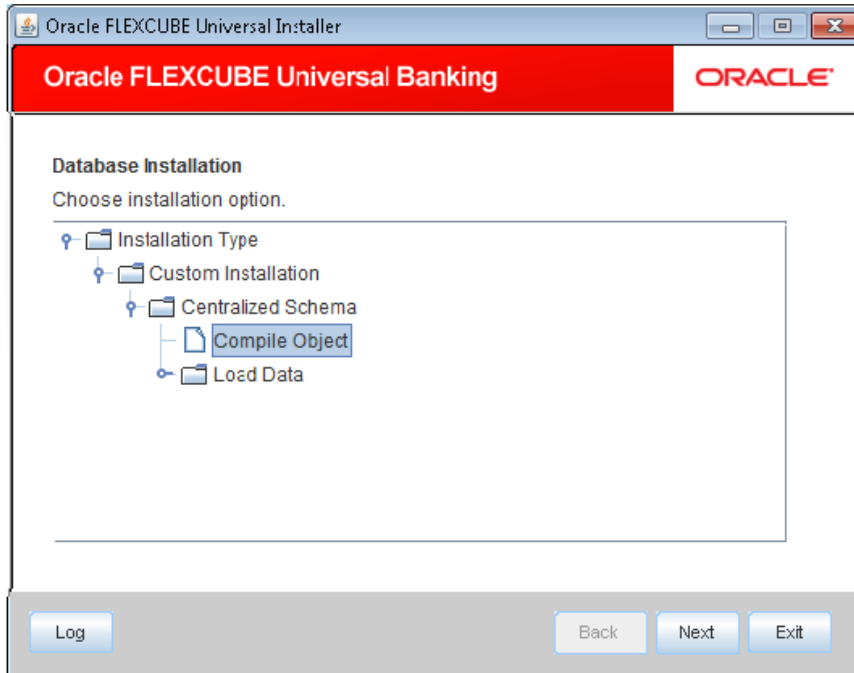 Oracle FLEXCUBE Universal Installer
Oracle FLEXCUBE Universal Banking
ORACLE
Database Installation
Choose installation option.
Installation Type
Custom Installation
Centralized Schema
Compile Object
Load Data
Log Back Next Exit